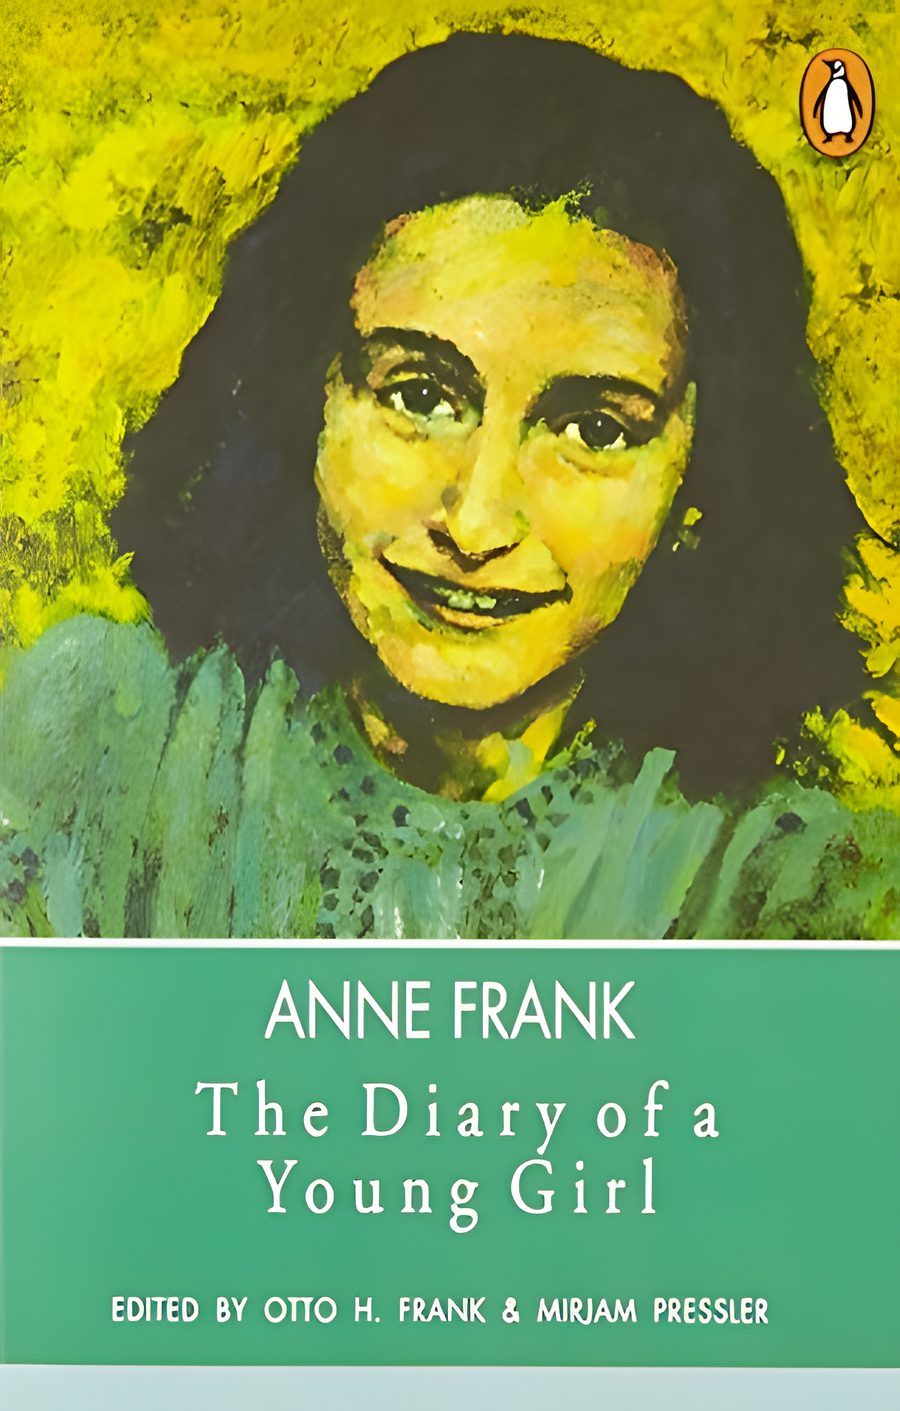 ANNE FRANK
The Diary of a
Young Girl
EDITED BY OTTO H. FRANK & MIRJAM PRESSLER